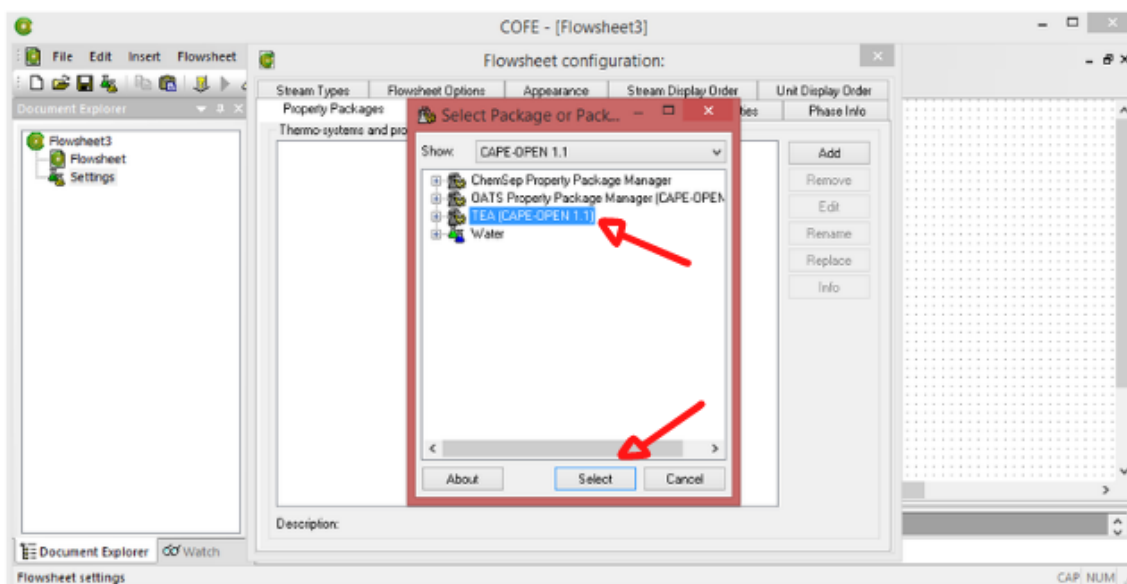 COFE - [Flowsheet3]
File Edit Insert Flowsheet
Flowsheet configuration:
Document Explorer
Flowsheet3
Flowsheet
Settings
Stream Types Flowsheet Options Appearance Stream Display Order Unit Display Order
Property Packages Phase Info
Thermo systems and
Select Package or Pack...
Show: CAPE-OPEN 1.1
ChemSep Property Package Manager
OATS Property Package Manager (CAPE-OPEN
TEA (CAPE-OPEN 1.1)
Water
About Select Cancel
Add
Remove
Edit
Rename
Replace
Info
Description:
Document Explorer Watch
Flowsheet settings CAP NUM